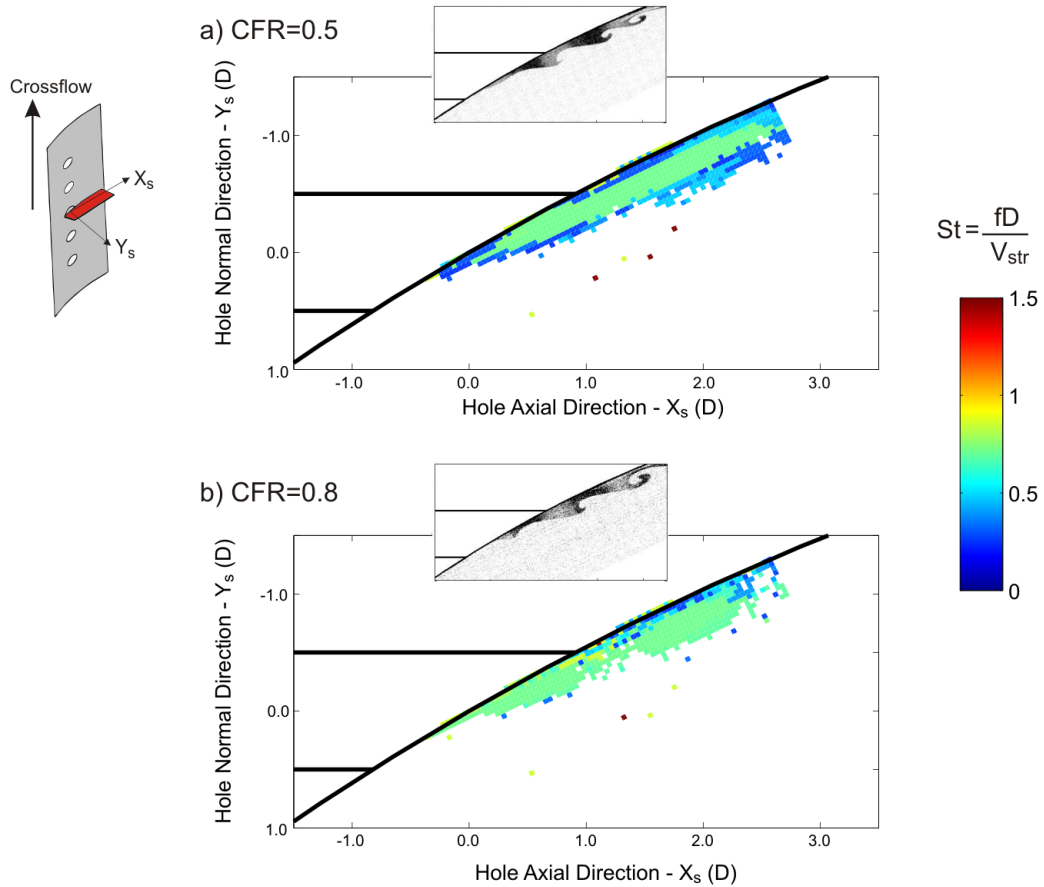 a) CFR=0.5
Crossflow
X_s
Y_s
Hole Normal Direction - Y_s (D)
-1.0
0.0
1.0
-1.0 0.0 1.0 2.0 3.0
Hole Axial Direction - X_s (D)
St = fD / V_str
1.5
1
0.5
0
b) CFR=0.8
Hole Normal Direction - Y_s (D)
-1.0
0.0
1.0
-1.0 0.0 1.0 2.0 3.0
Hole Axial Direction - X_s (D)